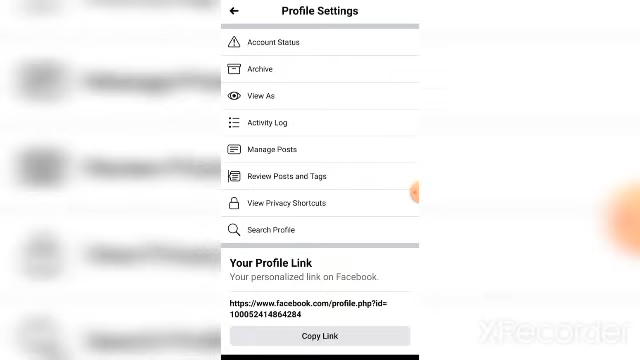 Profile Settings
Account Status
Archive
View As
Activity Log
Manage Posts
Review Posts and Tags
View Privacy Shortcuts
Search Profile
Your Profile Link
Your personalized link on Facebook.
https://www.facebook.com/profile.php?id=
100052414864284
Copy Link
XRecorder